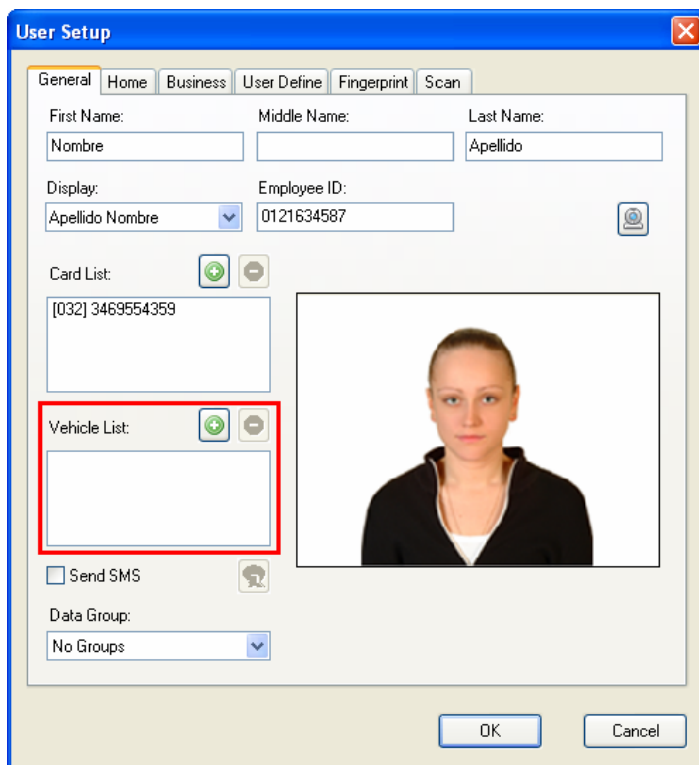 User Setup
General Home Business User Define Fingerprint Scan
First Name: Middle Name: Last Name:
Nombre Apellido
Display: Employee ID:
Apellido Nombre 0121634587
Card List:
[032] 3469554359
Vehicle List:
Send SMS
Data Group:
No Groups
OK Cancel